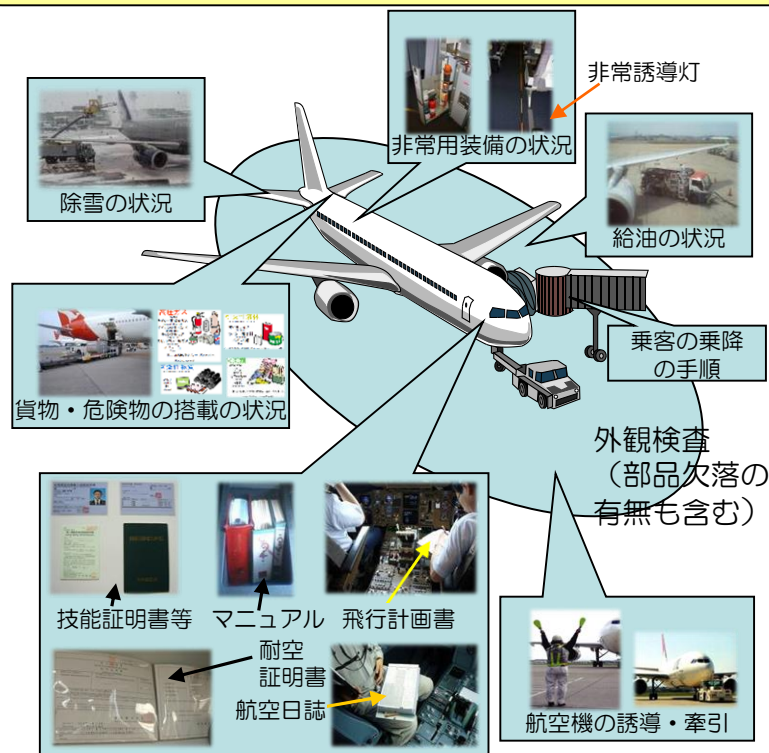 非常誘導灯
非常用装備の状況
除雪の状況
給油の状況
乗客の乗降
の手順
貨物・危険物の搭載の状況
外観検査
（部品欠落の
有無も含む）
技能証明書等
マニュアル
飛行計画書
耐空
証明書
航空日誌
航空機の誘導・牽引